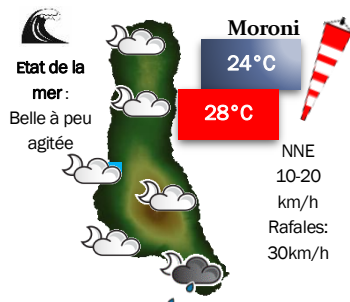 Moroni
24°C
28°C
Etat de la
mer :
Belle à peu
agitée
NNE
10-20
km/h
Rafales:
30km/h